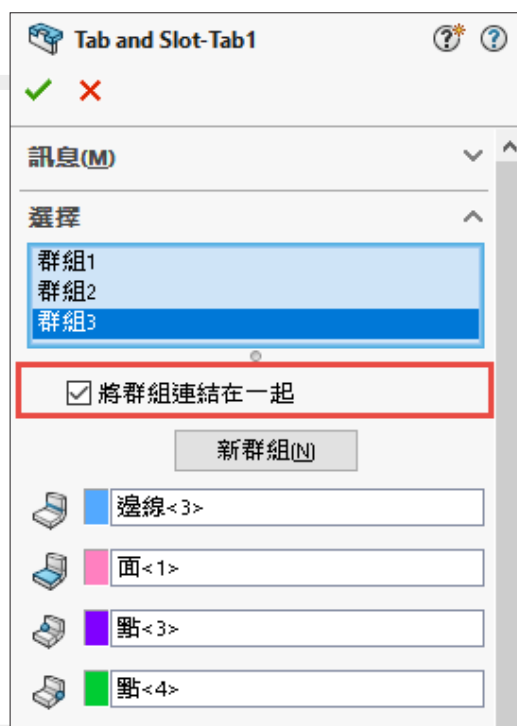 Tab and Slot-Tab1
訊息(M)
選擇
群組1
群組2
群組3
將群組連結在一起
新群組(N)
邊線<3>
面<1>
點<3>
點<4>